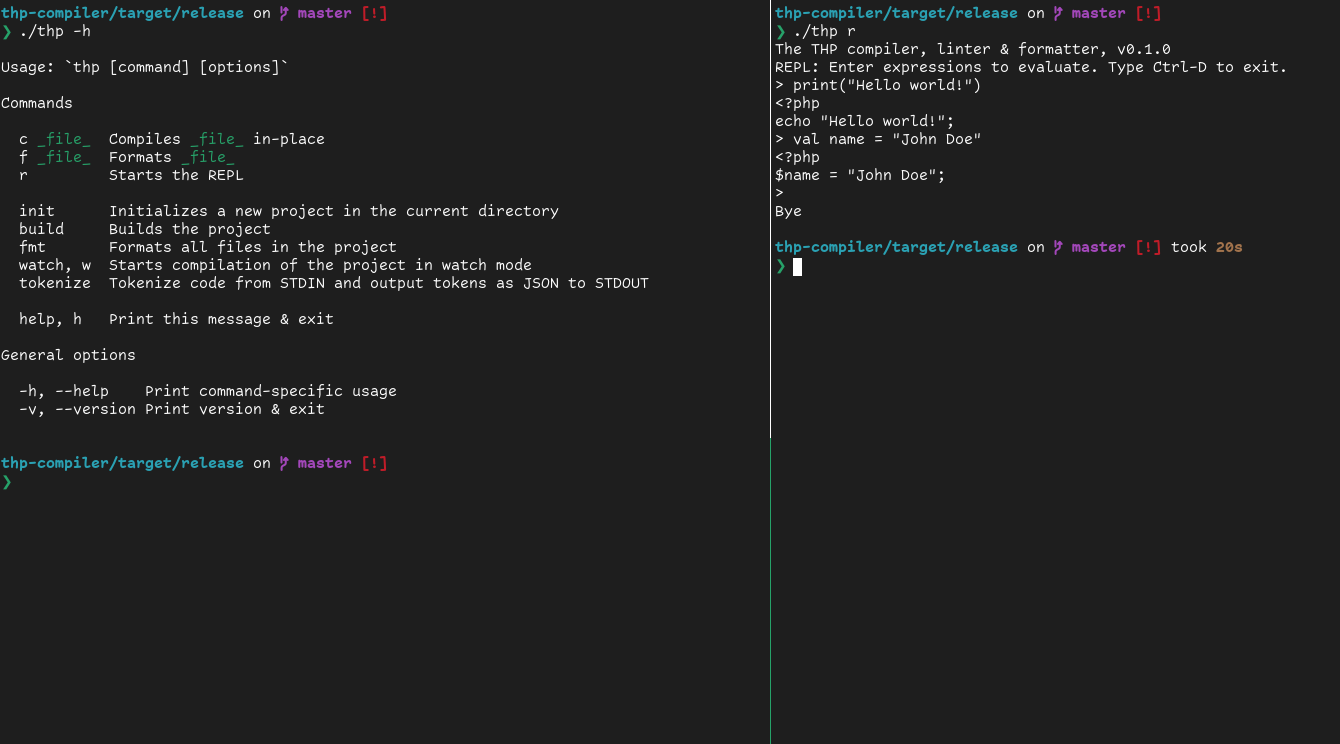 thp-compiler/target/release on master [!]
❯ ./thp -h
Usage: `thp [command] [options]`
Commands
c _file_ Compiles _file_ in-place
f _file_ Formats _file_
r Starts the REPL
init Initializes a new project in the current directory
build Builds the project
fmt Formats all files in the project
watch, w Starts compilation of the project in watch mode
tokenize Tokenize code from STDIN and output tokens as JSON to STDOUT
help, h Print this message & exit
General options
-h, --help Print command-specific usage
-v, --version Print version & exit
thp-compiler/target/release on master [!]
❯
thp-compiler/target/release on master [!]
❯ ./thp r
The THP compiler, linter & formatter, v0.1.0
REPL: Enter expressions to evaluate. Type Ctrl-D to exit.
> print("Hello world!")
<?php
echo "Hello world!";
> val name = "John Doe"
<?php
$name = "John Doe";
>
Bye
thp-compiler/target/release on master [!] took 20s
❯